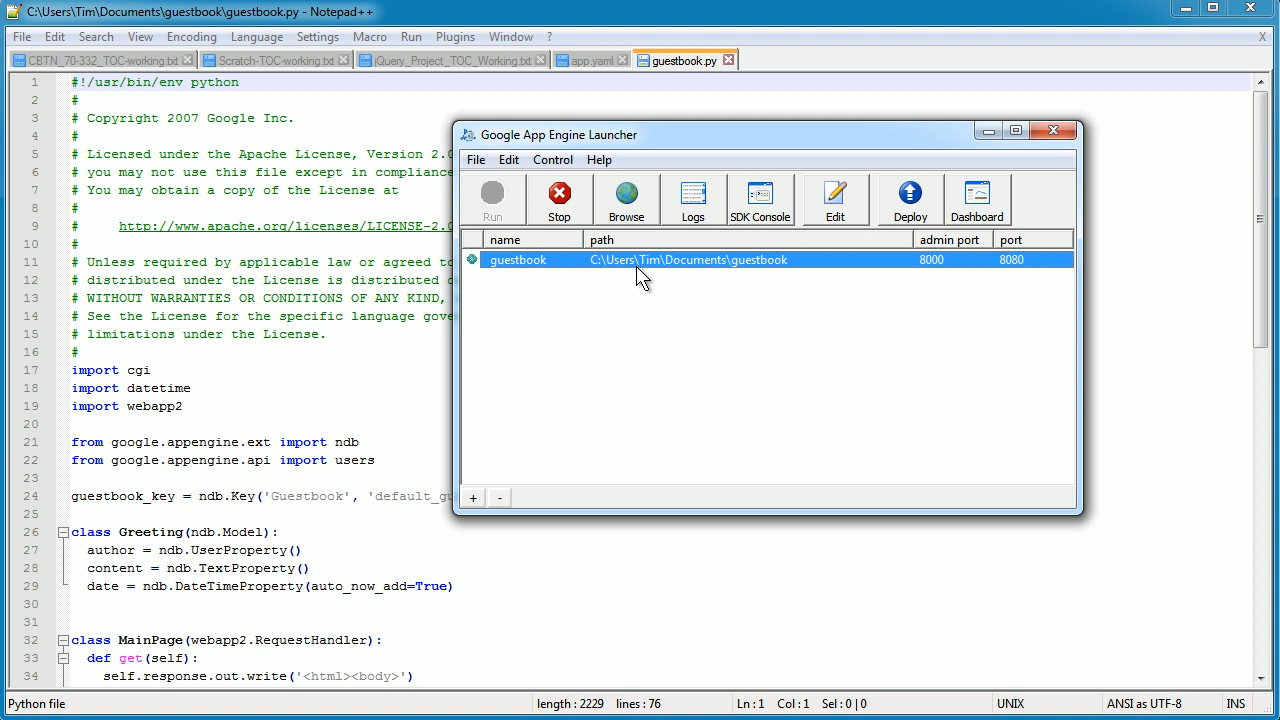 C:\Users\Tim\Documents\guestbook\guestbook.py - Notepad++
File Edit Search View Encoding Language Settings Macro Run Plugins Window ? X
CBTN_70-332_TOC-working.txt Scratch-TOC-working.txt jQuery_Project_TOC_Working.txt app.yaml guestbook.py
1 #!/usr/bin/env python
2 #
3 # Copyright 2007 Google Inc.
4 #
5 # Licensed under the Apache License, Version 2.0
6 # you may not use this file except in compliance
7 # You may obtain a copy of the License at
8 #
9 #     http://www.apache.org/licenses/LICENSE-2.0
10 #
11 # Unless required by applicable law or agreed to
12 # distributed under the License is distributed
13 # WITHOUT WARRANTIES OR CONDITIONS OF ANY KIND,
14 # See the License for the specific language gove
15 # limitations under the License.
16 #
17 import cgi
18 import datetime
19 import webapp2
20
21 from google.appengine.ext import ndb
22 from google.appengine.api import users
23
24 guestbook_key = ndb.Key('Guestbook', 'default_gu
25
26 class Greeting(ndb.Model):
27   author = ndb.UserProperty()
28   content = ndb.TextProperty()
29   date = ndb.DateTimeProperty(auto_now_add=True)
30
31
32 class MainPage(webapp2.RequestHandler):
33   def get(self):
34     self.response.out.write('<html><body>')
Google App Engine Launcher
File Edit Control Help
Run Stop Browse Logs SDK Console Edit Deploy Dashboard
name path admin port port
guestbook C:\Users\Tim\Documents\guestbook 8000 8080
+ -
Python file length : 2229 lines : 76 Ln : 1 Col : 1 Sel : 0 | 0 UNIX ANSI as UTF-8 INS